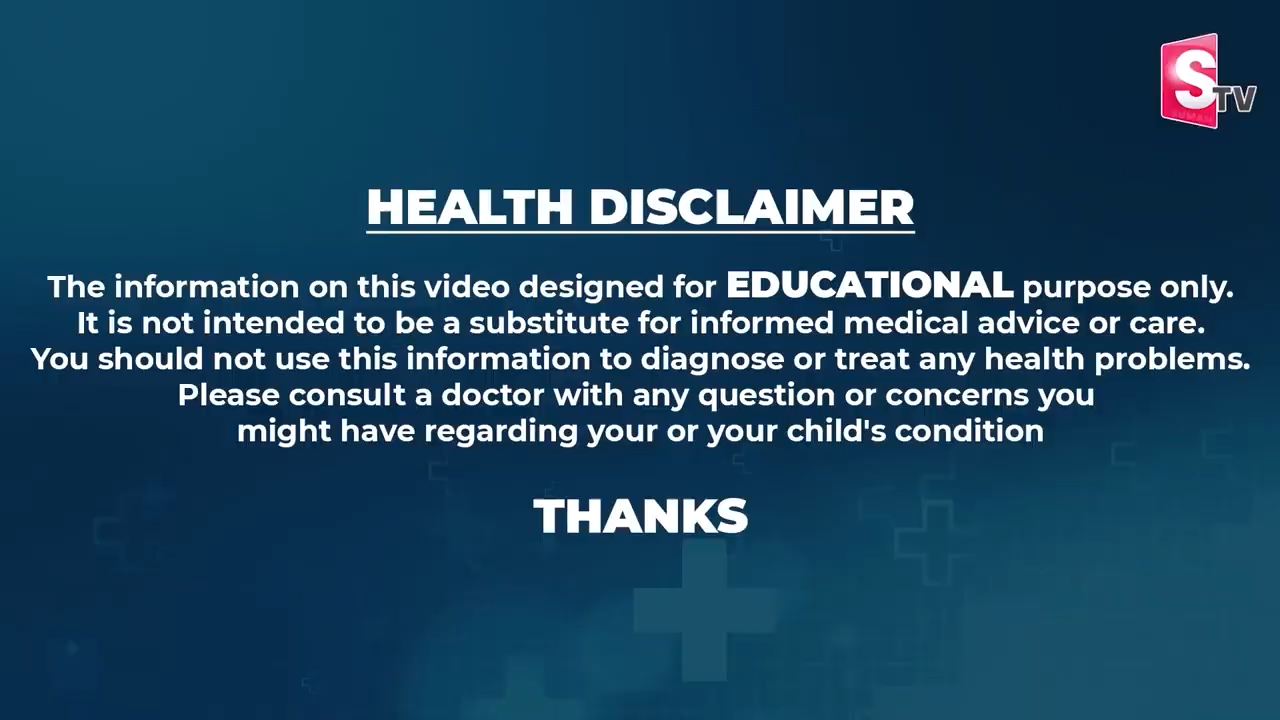 S TV
SUMAN
HEALTH DISCLAIMER
The information on this video designed for EDUCATIONAL purpose only.
It is not intended to be a substitute for informed medical advice or care.
You should not use this information to diagnose or treat any health problems.
Please consult a doctor with any question or concerns you
might have regarding your or your child's condition
THANKS